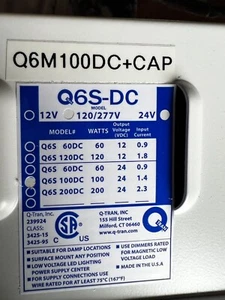 Q6M100DC+CAP
Q6S-DC
MODEL
12V 120/277V 24V
MODEL# WATTS Output Voltage (VDC) Input Current
Q6S 60DC 60 12 0.9
Q6S 120DC 120 12 1.8
Q6S 60DC 60 24 0.9
Q6S 100DC 100 24 1.4
Q6S 200DC 200 24 2.3
Q-Tran, Inc.
239924
CLASS:
3425-15
3425-95
Q-TRAN, INC
155 Hill Street
Milford, CT 06460
www.q-tran.com
SUITABLE FOR DAMP LOCATIONS
SURFACE MOUNT ANY POSITION
LOW VOLTAGE LED LIGHTING
POWER SUPPLY CENTER
FOR SUPPLY CONNECTIONS USE
WIRE RATED FOR AT LEAST 75°C (167°F)
USE DIMMERS RATED
FOR MAGNETIC LOW
VOLTAGE LOAD
MADE IN THE U.S.A